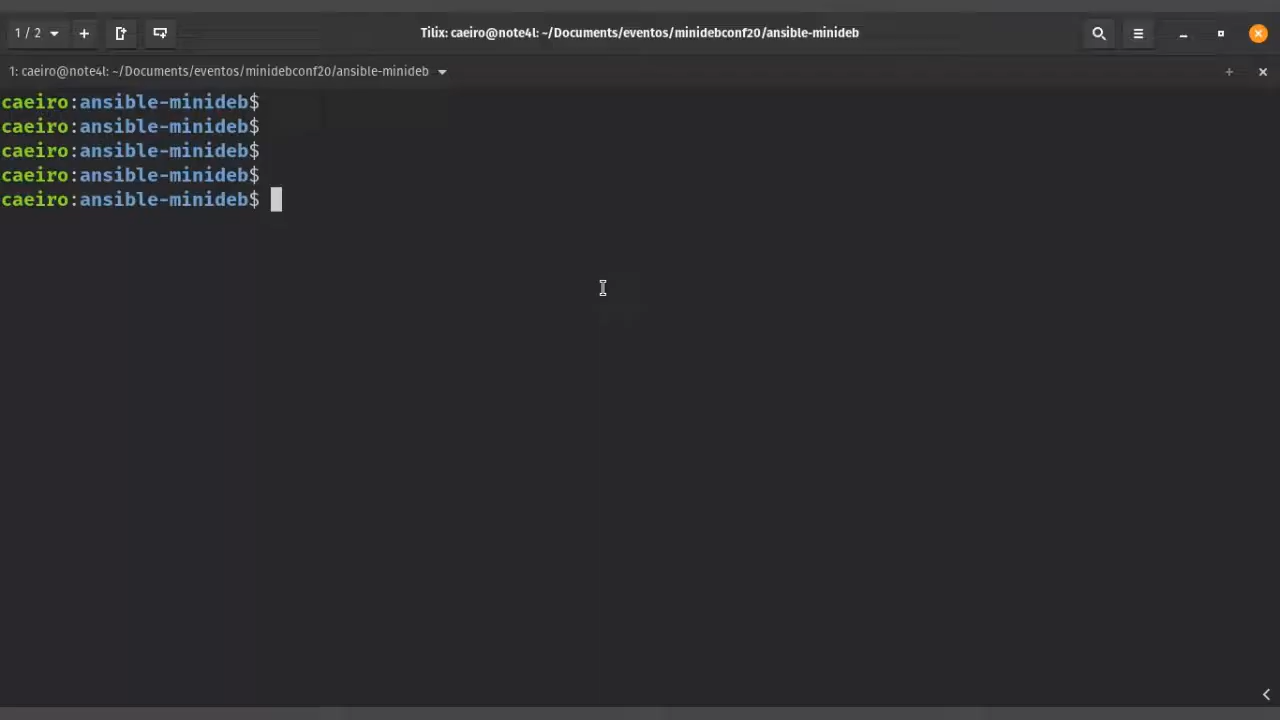 1 / 2
Tilix: caeiro@note4l: ~/Documents/eventos/minidebconf20/ansible-minideb
1: caeiro@note4l: ~/Documents/eventos/minidebconf20/ansible-minideb
caeiro:ansible-minideb$
caeiro:ansible-minideb$
caeiro:ansible-minideb$
caeiro:ansible-minideb$
caeiro:ansible-minideb$